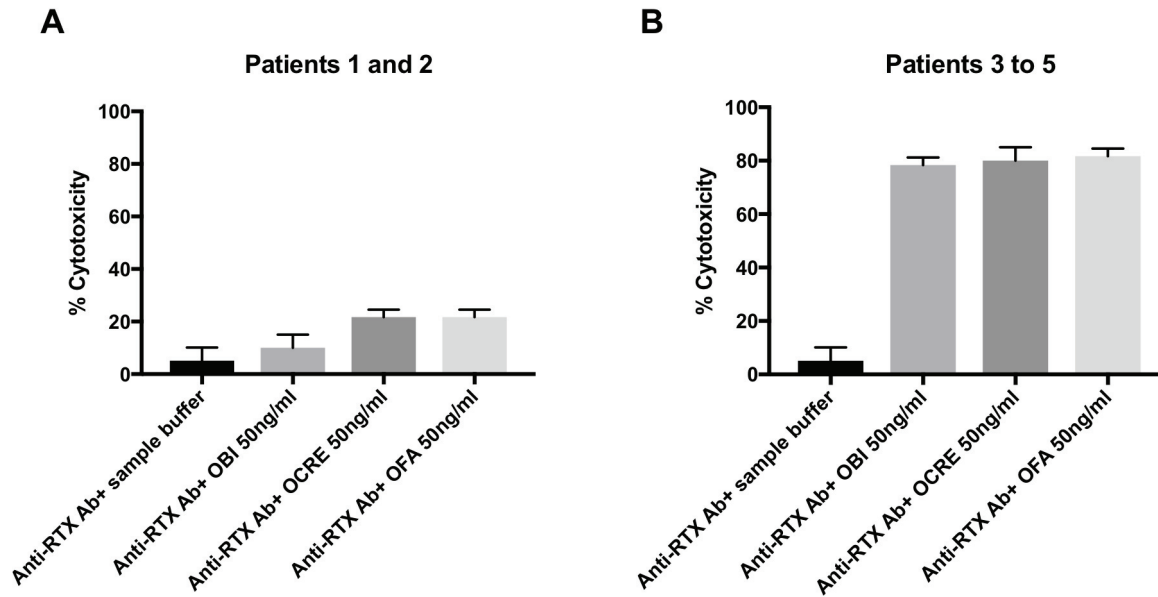 A
Patients 1 and 2
% Cytotoxicity
100
80
60
40
20
0
Anti-RTX Ab+ sample buffer
Anti-RTX Ab+ OBI 50ng/ml
Anti-RTX Ab+ OCRE 50ng/ml
Anti-RTX Ab+ OFA 50ng/ml
B
Patients 3 to 5
% Cytotoxicity
100
80
60
40
20
0
Anti-RTX Ab+ sample buffer
Anti-RTX Ab+ OBI 50ng/ml
Anti-RTX Ab+ OCRE 50ng/ml
Anti-RTX Ab+ OFA 50ng/ml